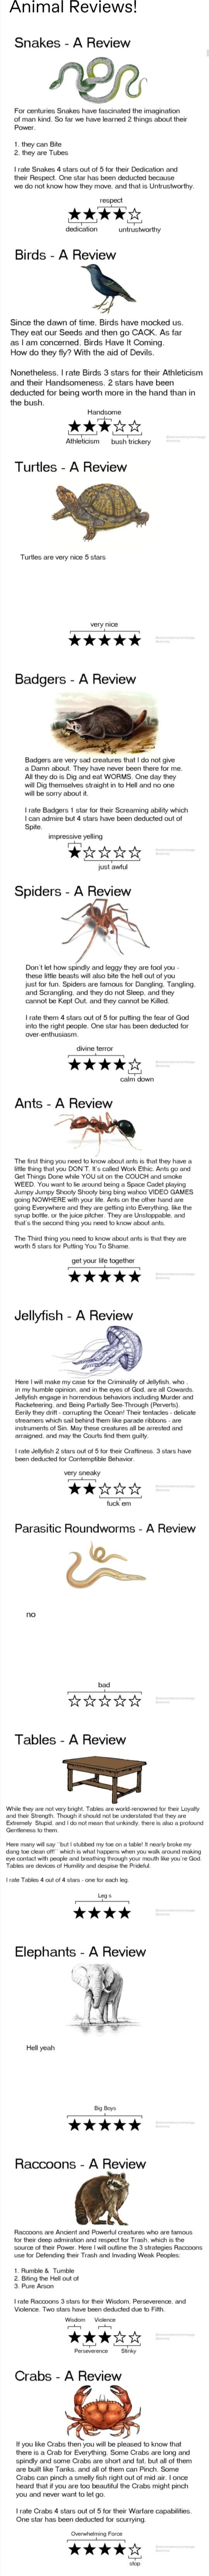 Animal Reviews!
Snakes - A Review
For centuries Snakes have fascinated the imagination
of man kind. So far we have learned 2 things about their
Power.
1. they can Bite
2. they are Tubes
I rate Snakes 4 stars out of 5 for their Dedication and
their Respect. One star has been deducted because
we do not know how they move. and that is Untrustworthy.
respect
dedication untrustworthy
Birds - A Review
Since the dawn of time, Birds have mocked us.
They eat our Seeds and then go CACK. As far
as I am concerned, Birds Have It Coming.
How do they fly? With the aid of Devils.
Nonetheless, I rate Birds 3 stars for their Athleticism
and their Handsomeness. 2 stars have been
deducted for being worth more in the hand than in
the bush.
Handsome
Athleticism bush trickery
Turtles - A Review
Turtles are very nice 5 stars
very nice
Badgers - A Review
Badgers are very sad creatures that I do not give
a Damn about. They have never been there for me.
All they do is Dig and eat WORMS. One day they
will Dig themselves straight in to Hell and no one
will be sorry about it.
I rate Badgers 1 star for their Screaming ability which
I can admire but 4 stars have been deducted out of
Spite.
impressive yelling
just awful
Spiders - A Review
Don't let how spindly and leggy they are fool you -
these little beasts will also bite the hell out of you
just for fun. Spiders are famous for Dangling, Tangling,
and Scrangling, and they do not Sleep, and they
cannot be Kept Out, and they cannot be Killed.
I rate them 4 stars out of 5 for putting the fear of God
into the right people. One star has been deducted for
over-enthusiasm.
divine terror
calm down
Ants - A Review
The first thing you need to know about ants is that they have a
little thing that you DON'T. It's called Work Ethic. Ants go and
Get Things Done while YOU sit on the COUCH and smoke
WEED. You want to lie around being a Space Cadet playing
Jumpy Jumpy Shooty Shooty bing bing wahoo VIDEO GAMES
going NOWHERE with your life. Ants on the other hand are
going Everywhere and they are getting into Everything, like the
syrup bottle, or the juice pitcher. They are Unstoppable, and
that's the second thing you need to know about ants.
The Third thing you need to know about ants is that they are
worth 5 stars for Putting You To Shame.
get your life together
Jellyfish - A Review
Here I will make my case for the Criminality of Jellyfish, who ,
in my humble opinion, and in the eyes of God, are all Cowards.
Jellyfish engage in horrendous behaviors including Murder and
Racketeering, and Being Partially See-Through (Perverts).
Eerily they drift - corrupting the Ocean! Their tentacles - delicate
streamers which sail behind them like parade ribbons - are
instruments of Sin. May these creatures all be arrested and
arraigned, and may the Courts find them guilty.
I rate Jellyfish 2 stars out of 5 for their Craftiness. 3 stars have
been deducted for Contemptible Behavior.
very sneaky
fuck em
Parasitic Roundworms - A Review
no
bad
Tables - A Review
While they are not very bright, Tables are world-renowned for their Loyalty
and their Strength. Though it should not be understated that they are
Extremely Stupid, and I do not mean that unkindly, there is also a profound
Gentleness to them.
Here many will say "but I stubbed my toe on a table! It nearly broke my
dang toe clean off!" which is what happens when you walk around making
eye contact with people and breathing through your mouth like you're God.
Tables are devices of Humility and despise the Prideful.
I rate Tables 4 out of 4 stars - one for each leg.
Leg s
Elephants - A Review
Hell yeah
Big Boys
Raccoons - A Review
Raccoons are Ancient and Powerful creatures who are famous
for their deep admiration and respect for Trash, which is the
source of their Power. Here I will outline the 3 strategies Raccoons
use for Defending their Trash and Invading Weak Peoples:
1. Rumble & Tumble
2. Biting the Hell out of
3. Pure Arson
I rate Raccoons 3 stars for their Wisdom, Perseverence, and
Violence. Two stars have been deducted due to Filth.
Wisdom Violence
Perseverence Stinky
Crabs - A Review
If you like Crabs then you will be pleased to know that
there is a Crab for Everything. Some Crabs are long and
spindly and some Crabs are short and fat, but all of them
are built like Tanks, and all of them can Pinch. Some
Crabs can pinch a smelly fish right out of mid air. I once
heard that if you are too beautiful the Crabs might pinch
you and never want to let go.
I rate Crabs 4 stars out of 5 for their Warfare capabilities.
One star has been deducted for scurrying.
Overwhelming Force
stop